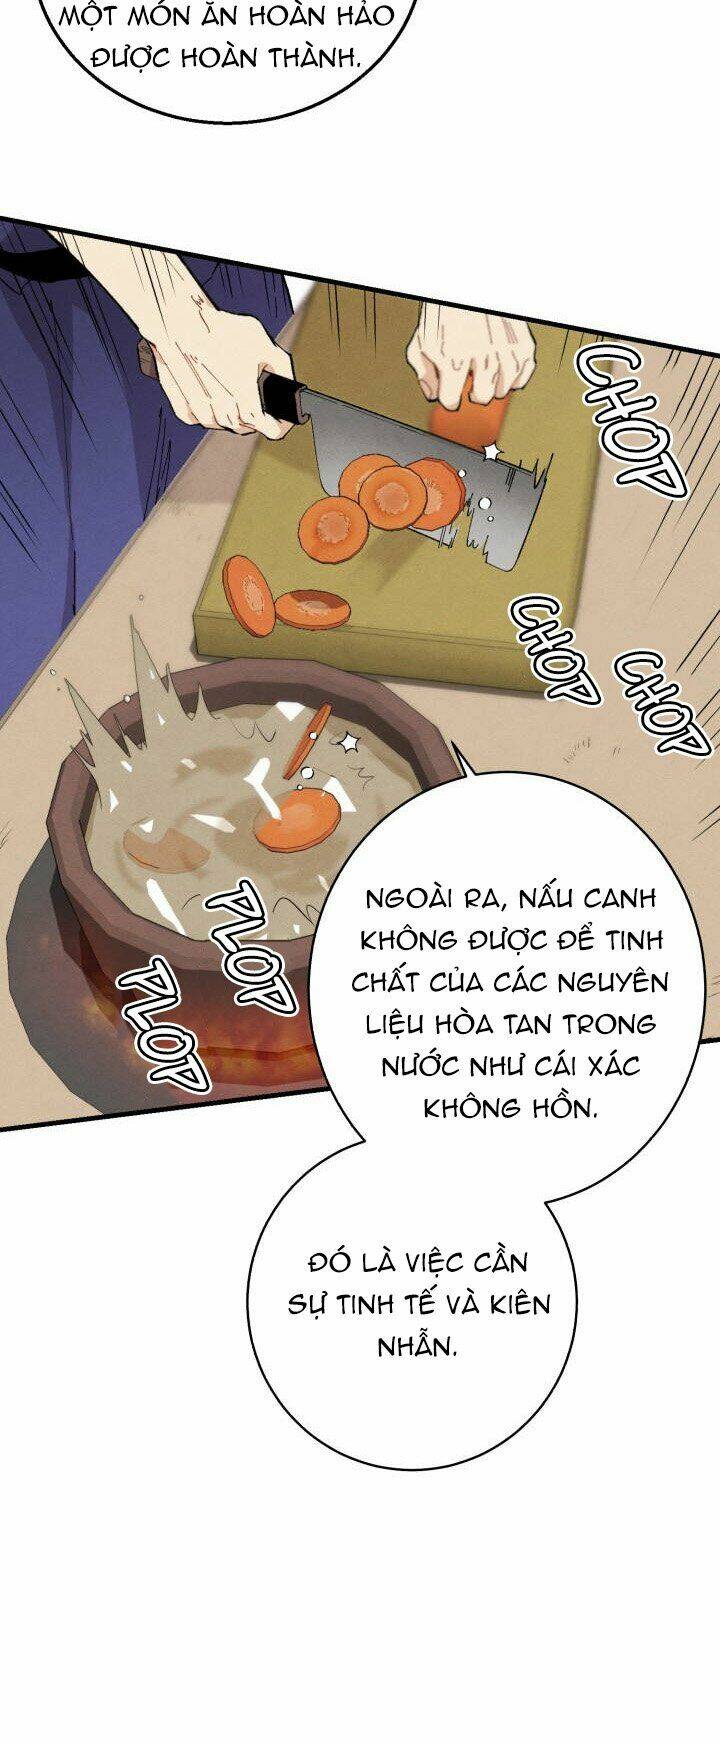 MỘT MÓN ĂN HOÀN HẢO
ĐƯỢC HOÀN THÀNH.
CHOP
CHOP
CHOP
NGOÀI RA, NẤU CANH
KHÔNG ĐƯỢC ĐỂ TINH
CHẤT CỦA CÁC NGUYÊN
LIỆU HÒA TAN TRONG
NƯỚC NHƯ CÁI XÁC
KHÔNG HỒN.
PLOP
PLOP
ĐÓ LÀ VIỆC CẦN
SỰ TINH TẾ VÀ KIÊN
NHẪN.